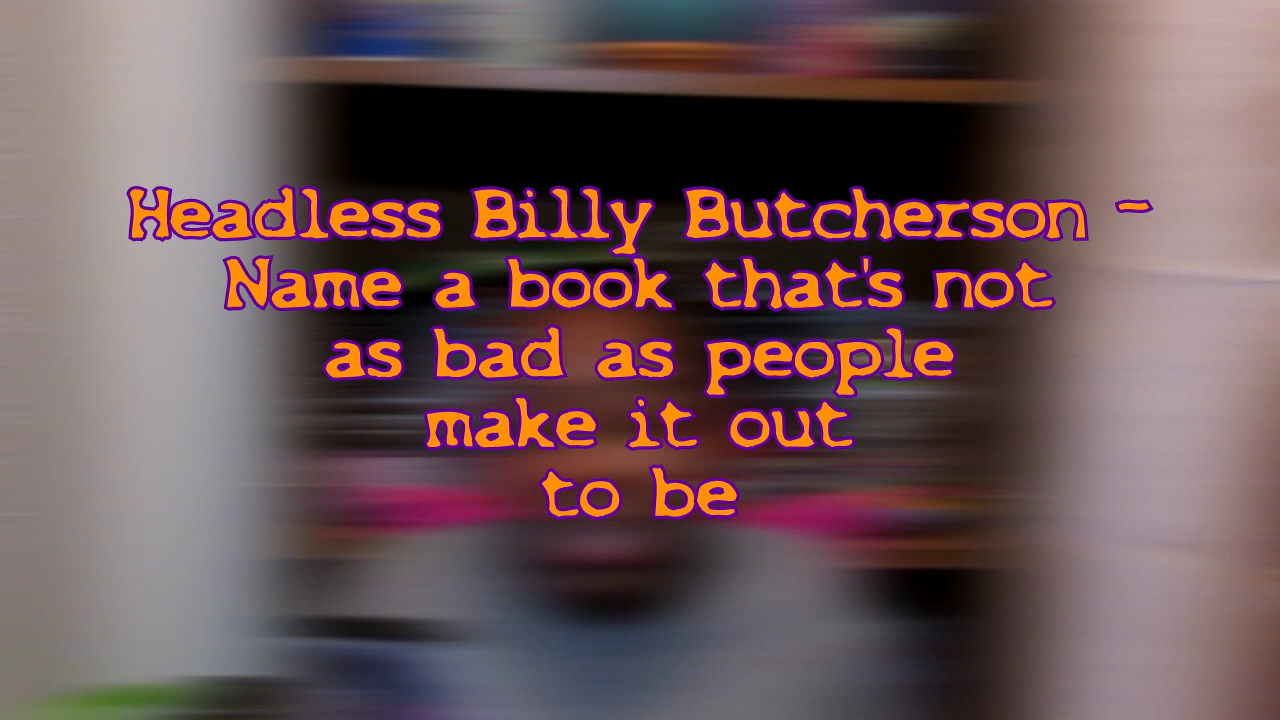 Headless Billy Butcherson -
Name a book that's not
as bad as people
make it out
to be